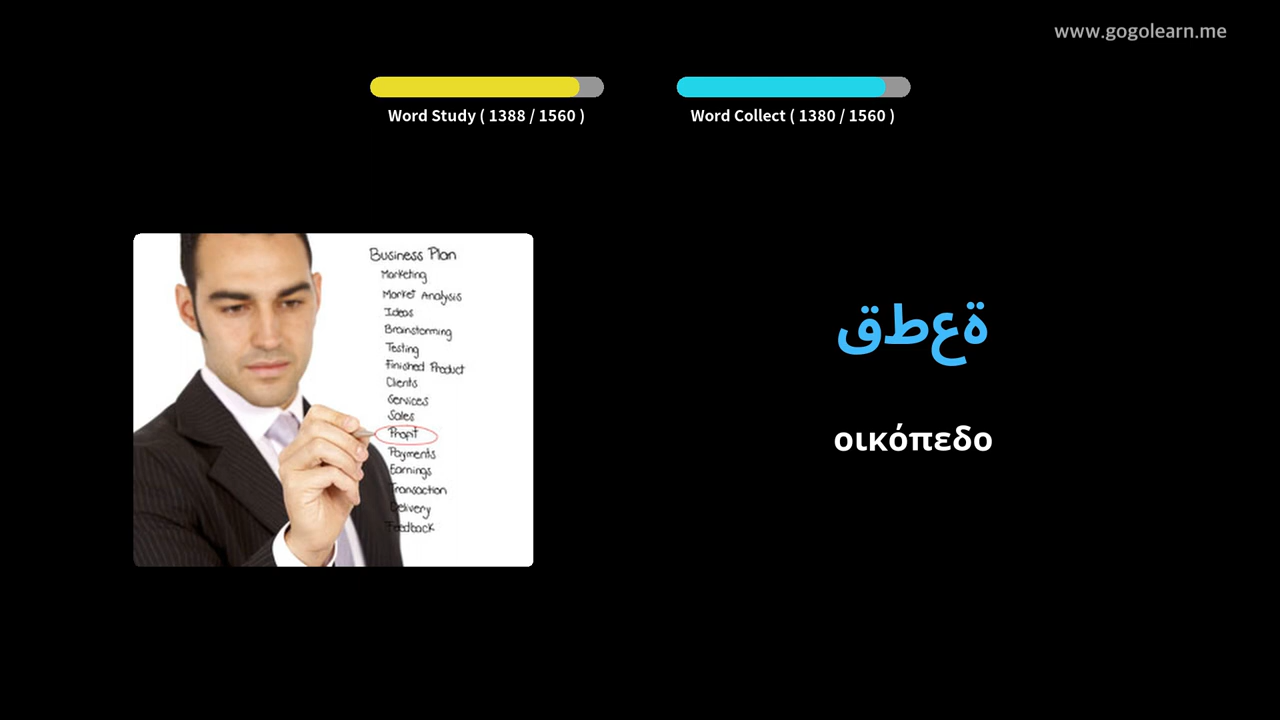 www.gogolearn.me
Word Study ( 1388 / 1560 )
Word Collect ( 1380 / 1560 )
Business Plan
Marketing
Market Analysis
Ideas
Brainstorming
Testing
Finished Product
Clients
Services
Sales
Profit
Payments
Earnings
Transaction
Delivery
Feedback
قطعة
οικόπεδο